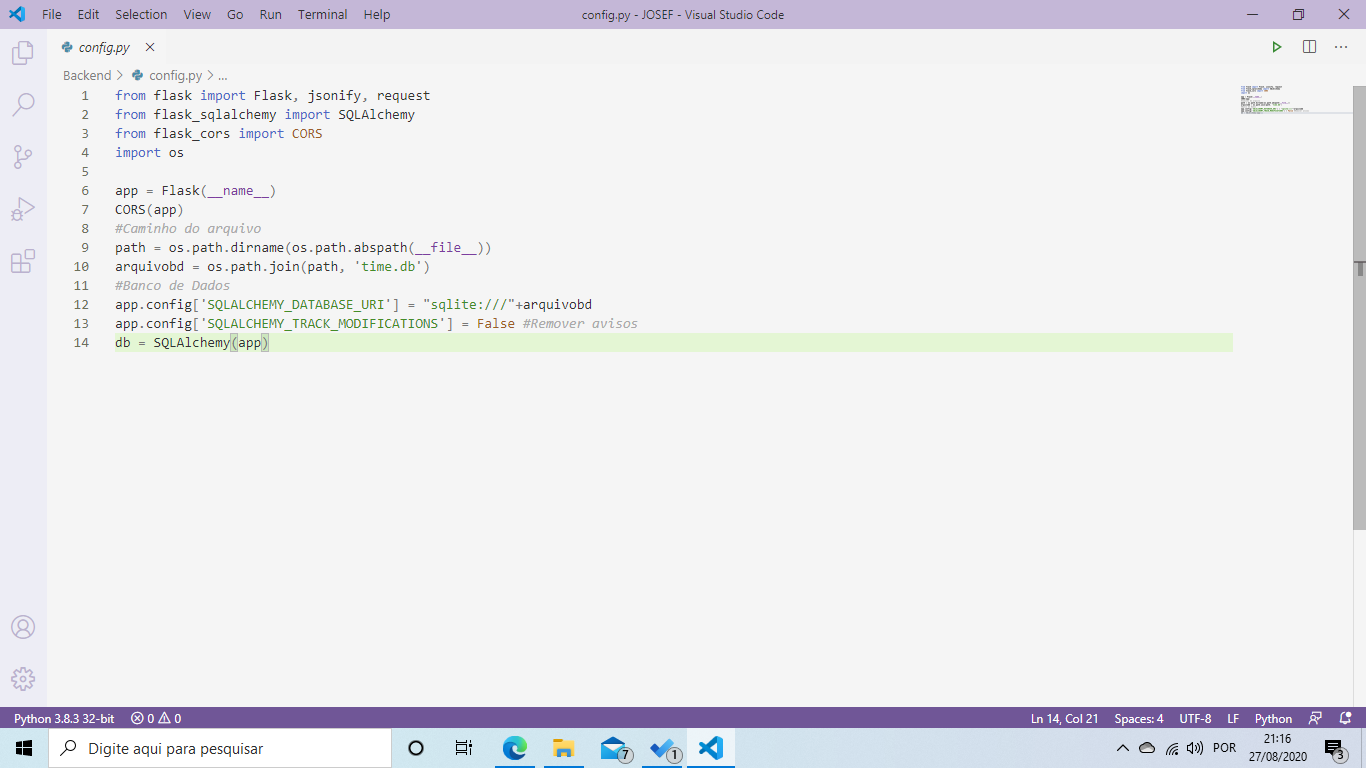 File Edit Selection View Go Run Terminal Help config.py - JOSEF - Visual Studio Code
config.py
Backend > config.py > ...
1 from flask import Flask, jsonify, request
2 from flask_sqlalchemy import SQLAlchemy
3 from flask_cors import CORS
4 import os
5
6 app = Flask(__name__)
7 CORS(app)
8 #Caminho do arquivo
9 path = os.path.dirname(os.path.abspath(__file__))
10 arquivobd = os.path.join(path, 'time.db')
11 #Banco de Dados
12 app.config['SQLALCHEMY_DATABASE_URI'] = "sqlite:///"+arquivobd
13 app.config['SQLALCHEMY_TRACK_MODIFICATIONS'] = False #Remover avisos
14 db = SQLAlchemy(app)
Python 3.8.3 32-bit 0 0 Ln 14, Col 21 Spaces: 4 UTF-8 LF Python
Digite aqui para pesquisar 7 1 POR 21:16
27/08/2020 3